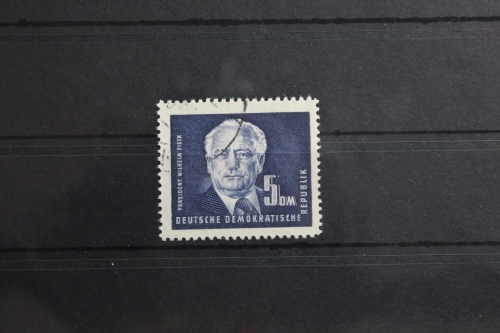 PRÄSIDENT WILHELM PIECK
5 DM
DEUTSCHE DEMOKRATISCHE
REPUBLIK